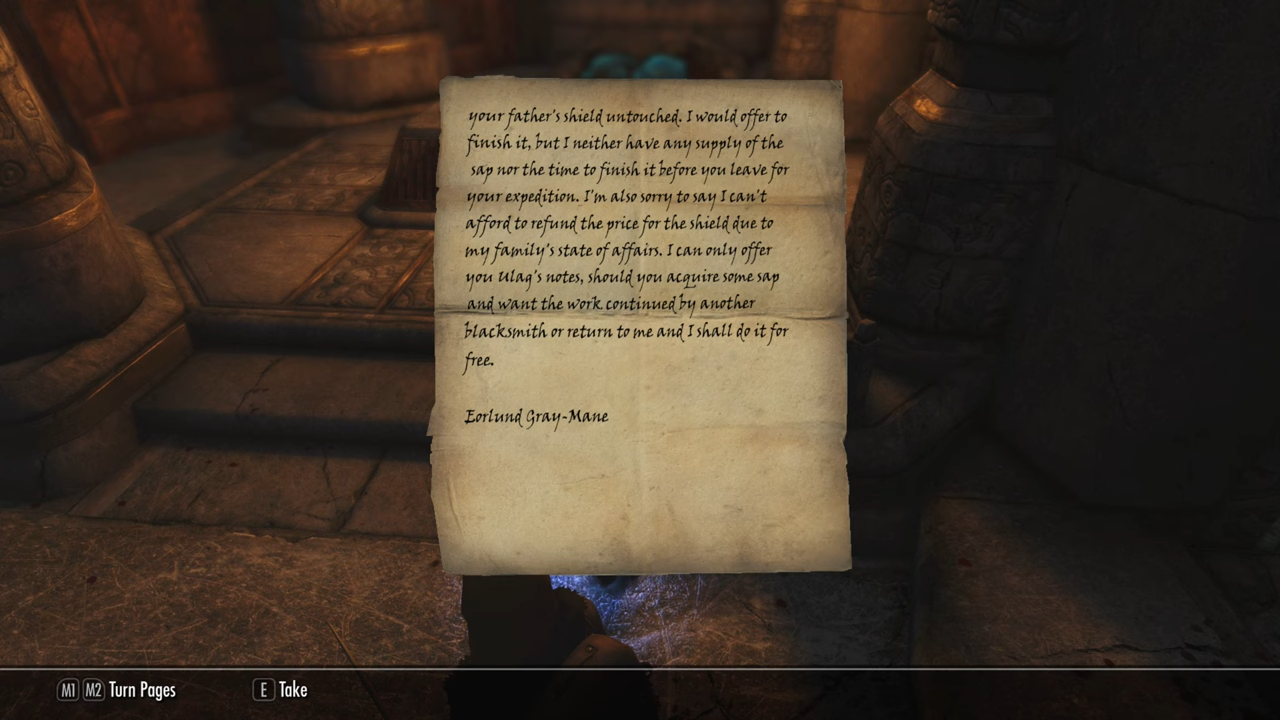 your father's shield untouched. I would offer to
finish it, but I neither have any supply of the
sap nor the time to finish it before you leave for
your expedition. I'm also sorry to say I can't
afford to refund the price for the shield due to
my family's state of affairs. I can only offer
you Ulag's notes, should you acquire some sap
and want the work continued by another
blacksmith or return to me and I shall do it for
free.
Eorlund Gray-Mane
M1 M2 Turn Pages E Take